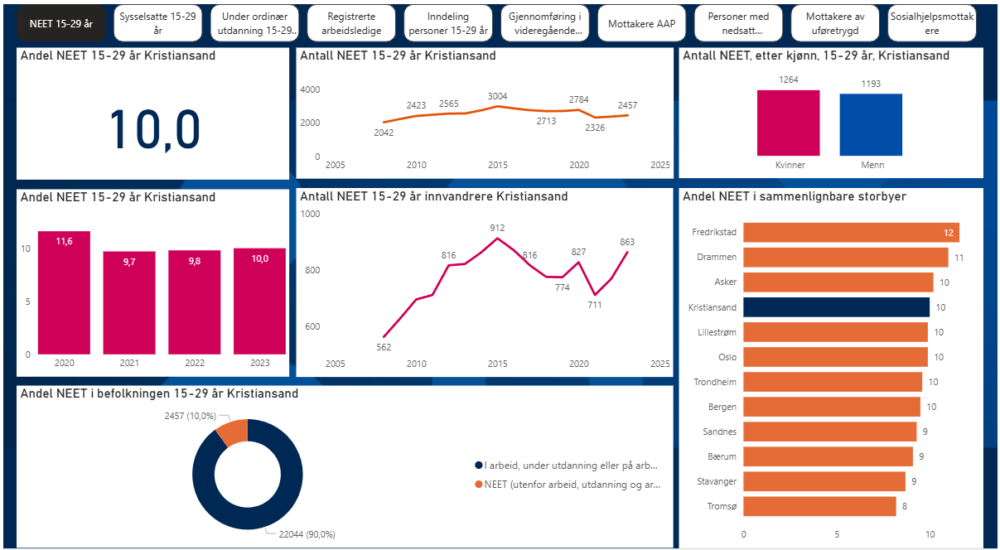 NEET 15-29 år
Sysselsatte 15-29
år
Under ordinær
utdanning 15-29...
Registrerte
arbeidsledige
Inndeling
personer 15-29 år
Gjennomføring i
videregående...
Mottakere AAP
Personer med
nedsatt...
Mottakere av
uføretrygd
Sosialhjelpsmottak
ere
Andel NEET 15-29 år Kristiansand
10,0
Antall NEET 15-29 år Kristiansand
4000
2000
0
2042
2423
2565
3004
2713
2784
2326
2457
2005
2010
2015
2020
2025
Antall NEET, etter kjønn, 15-29 år, Kristiansand
1264
1193
Kvinner
Menn
Andel NEET 15-29 år Kristiansand
10
5
0
11,6
9,7
9,8
10,0
2020
2021
2022
2023
Antall NEET 15-29 år innvandrere Kristiansand
1000
800
600
562
816
912
816
774
827
711
863
2005
2010
2015
2020
2025
Andel NEET i sammenlignbare storbyer
Fredrikstad 12
Drammen 11
Asker 10
Kristiansand 10
Lillestrøm 10
Oslo 10
Trondheim 10
Bergen 10
Sandnes 9
Bærum 9
Stavanger 9
Tromsø 8
0
5
10
Andel NEET i befolkningen 15-29 år Kristiansand
2457 (10,0%)
22044 (90,0%)
I arbeid, under utdanning eller på arb...
NEET (utenfor arbeid, utdanning og ar...